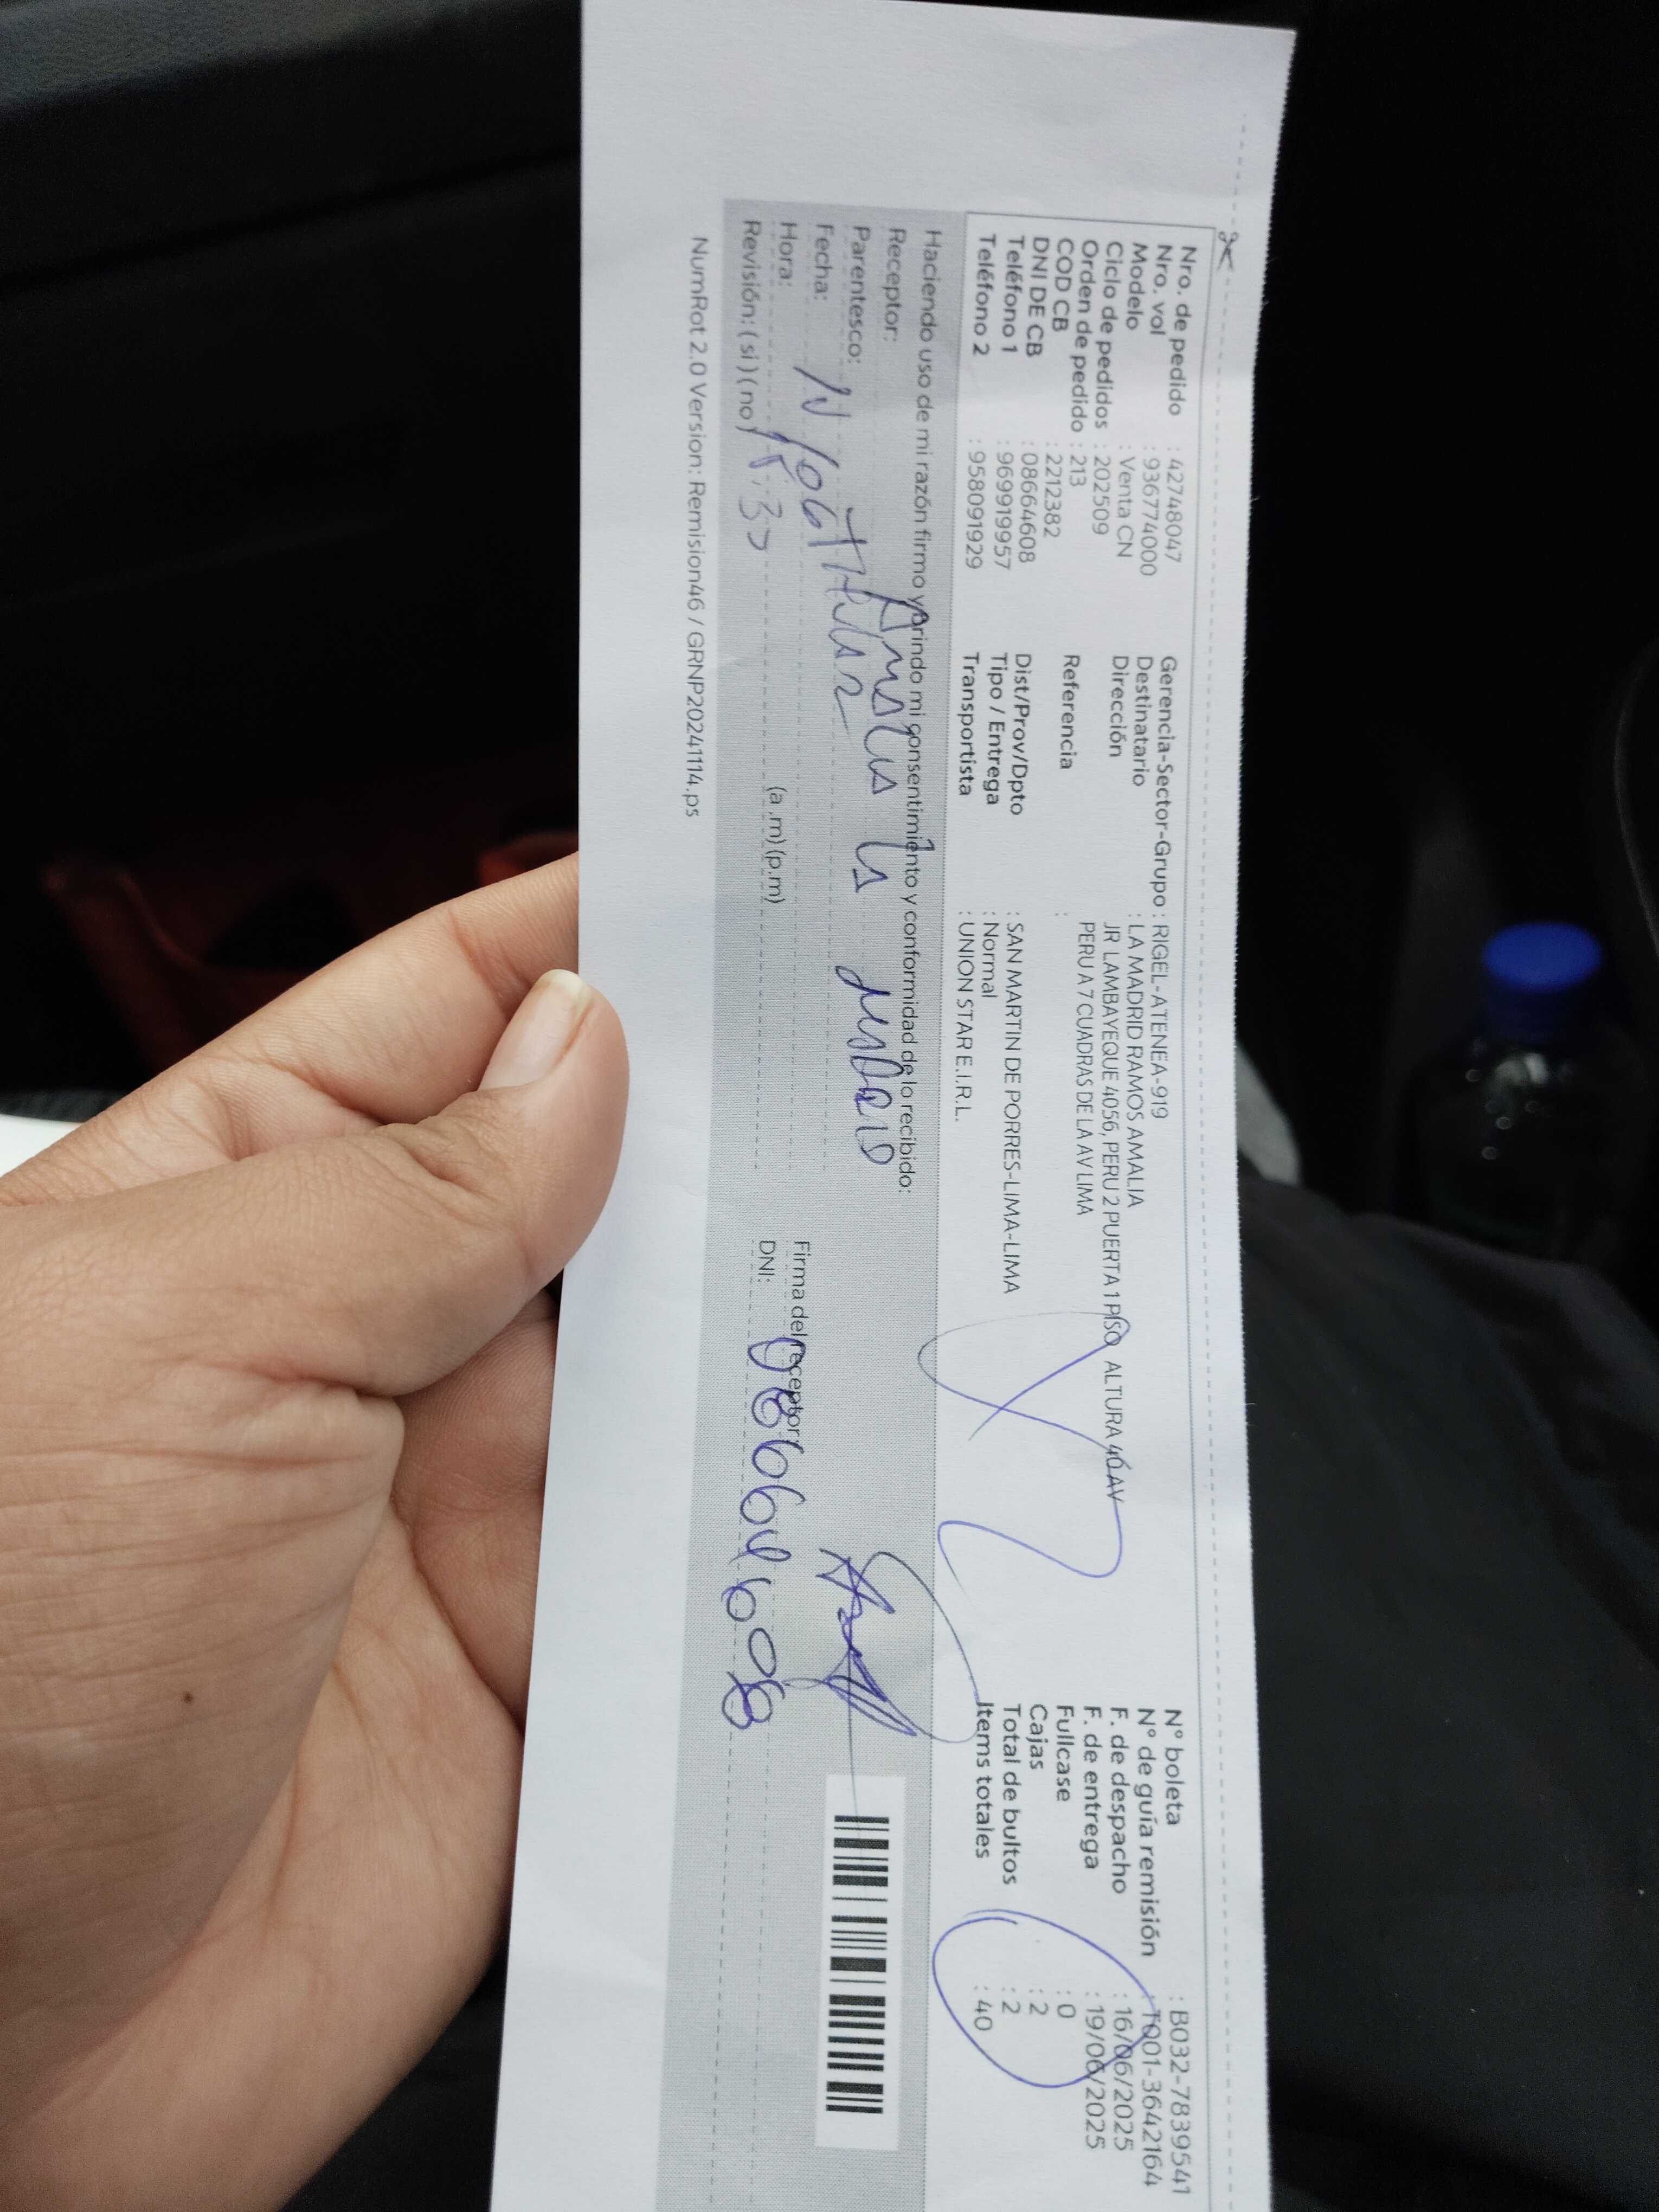 Nro. de pedido : 42748047
Nro. vol : 936774000
Modelo : Venta CN
Ciclo de pedidos : 202509
Orden de pedido : 213
COD CB : 2212382
DNI DE CB : 08664608
Teléfono 1 : 969919957
Teléfono 2 : 958091929
Gerencia-Sector-Grupo : RIGEL-ATENEA-919
Destinatario : LA MADRID RAMOS AMALIA
Dirección JR LAMBAYEQUE 4056, PERU 2 PUERTA 1 PISO ALTURA 40 AV
PERU A 7 CUADRAS DE LA AV LIMA
Referencia :
Dist/Prov/Dpto : SAN MARTIN DE PORRES-LIMA-LIMA
Tipo / Entrega : Normal
Transportista : UNION STAR E.I.R.L.
N° boleta : B032-7839541
N° de guía remisión : T001-3642164
F. de despacho : 16/06/2025
F. de entrega : 19/06/2025
Fullcase : 0
Cajas : 2
Total de bultos : 2
Items totales : 40
Haciendo uso de mi razón firmo y brindo mi consentimiento y conformidad de lo recibido:
Receptor: Amalia la
Parentesco: Titular
Fecha:
Hora: (a.m) (p.m)
Revisión: (si) (no)
Firma del receptor:
DNI: 08664608
NumRot 2.0 Version: Remision46 / GRNP20241114.ps